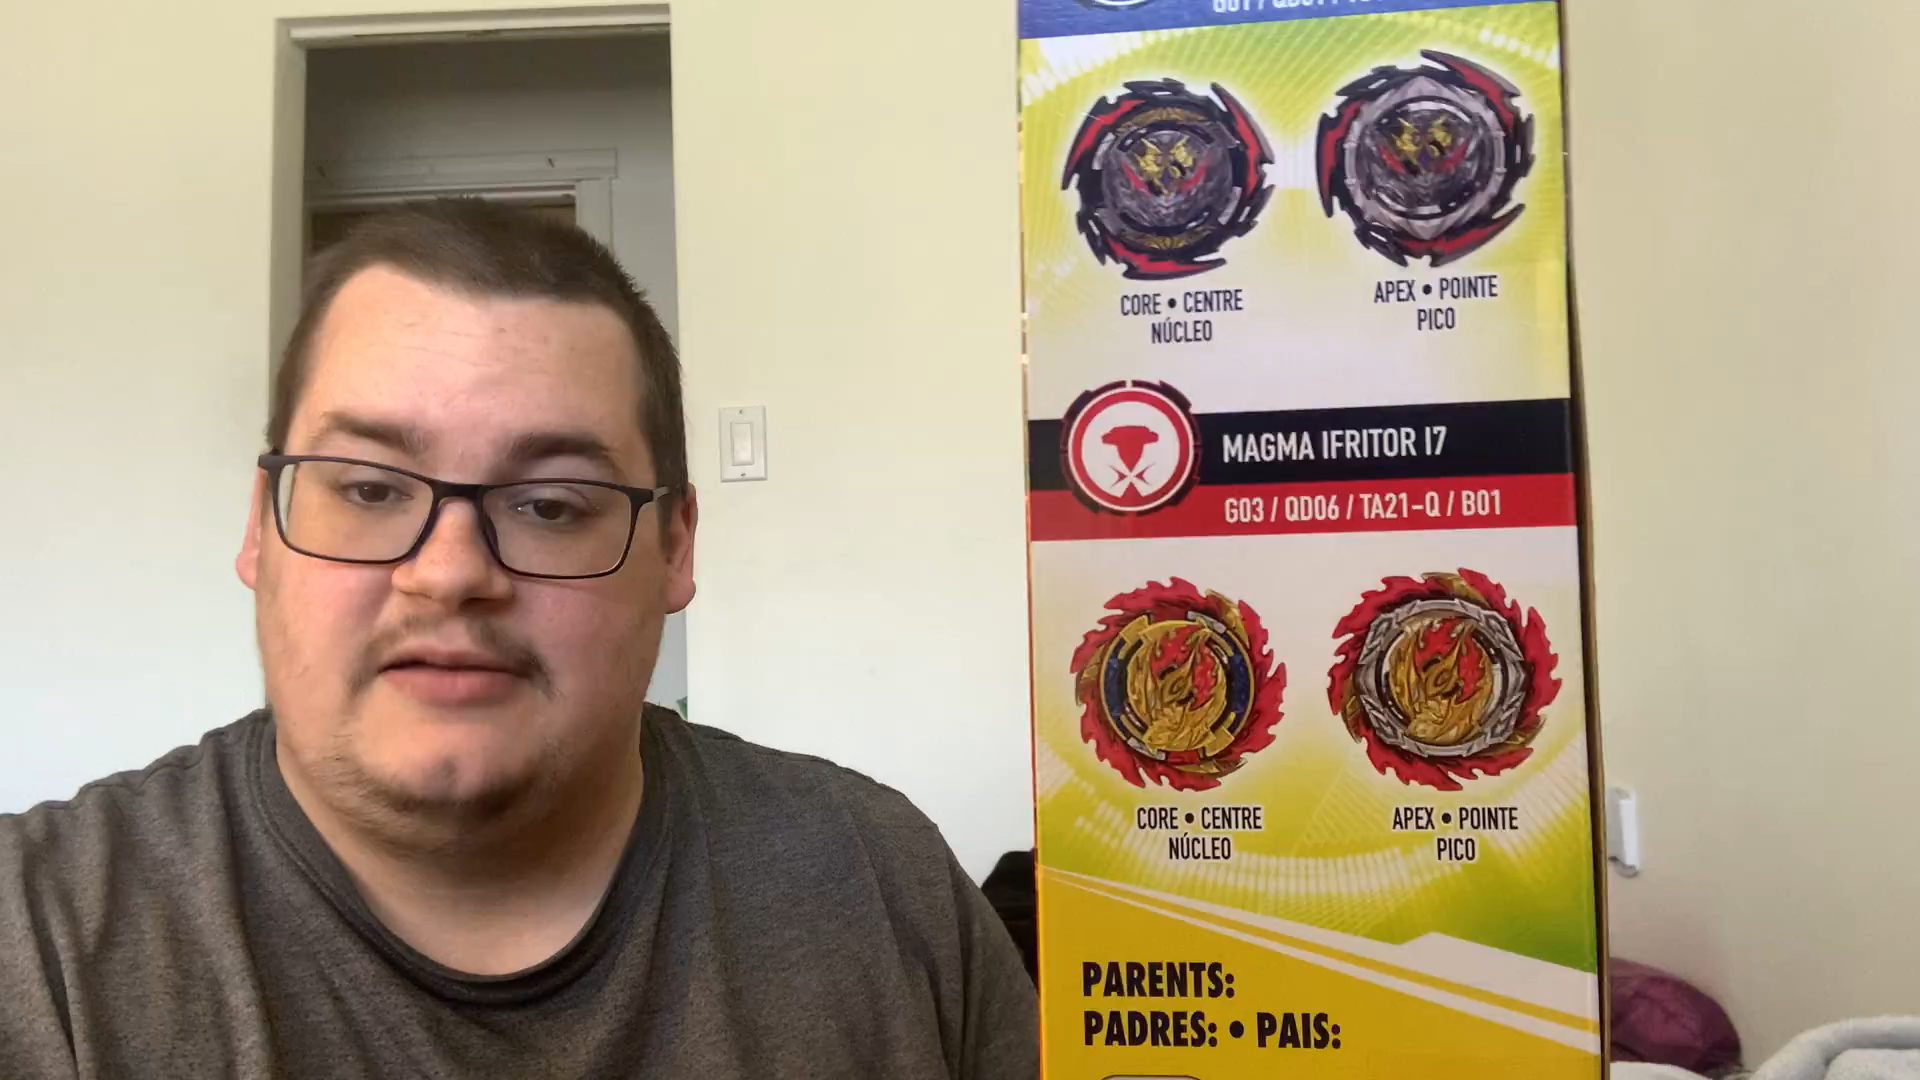 CORE • CENTRE
NÚCLEO
APEX • POINTE
PICO
MAGMA IFRITOR I7
G03 / QD06 / TA21-Q / B01
CORE • CENTRE
NÚCLEO
APEX • POINTE
PICO
PARENTS:
PADRES: • PAIS: